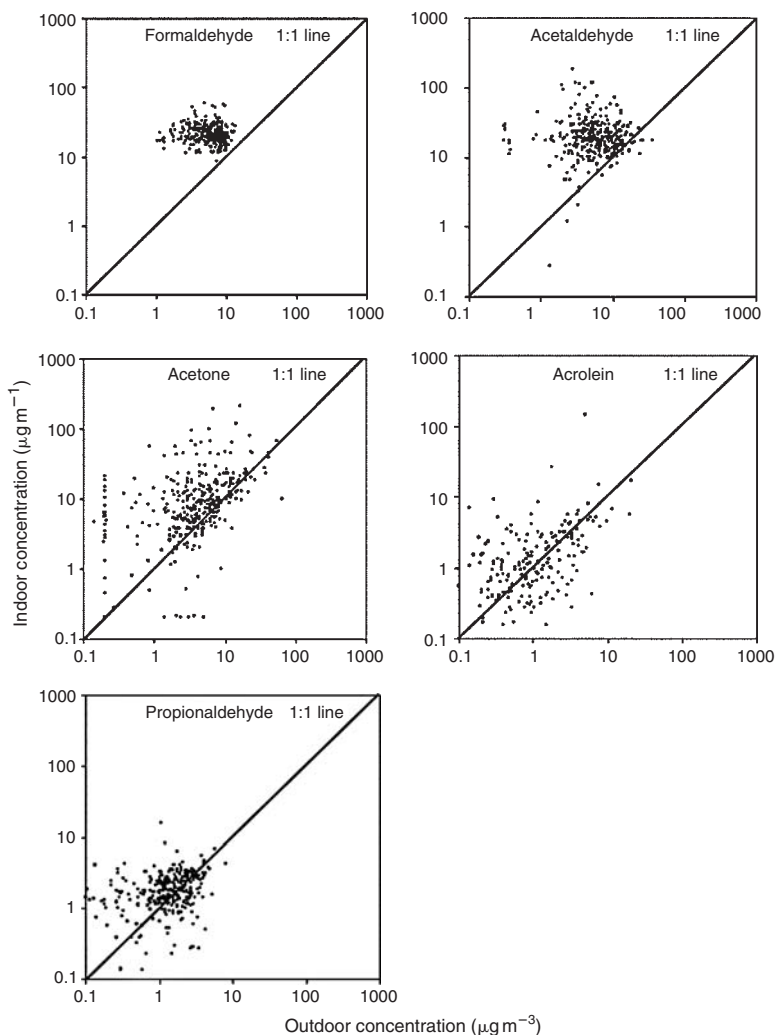 1000
Formaldehyde 1:1 line
100
10
1
0.1
0.1 1 10 100 1000
1000
Acetaldehyde 1:1 line
100
10
1
0.1
0.1 1 10 100 1000
Indoor concentration (µg m⁻¹)
1000
Acetone 1:1 line
100
10
1
0.1
0.1 1 10 100 1000
1000
Acrolein 1:1 line
100
10
1
0.1
0.1 1 10 100 1000
1000
Propionaldehyde 1:1 line
100
10
1
0.1
0.1 1 10 100 1000
Outdoor concentration (µg m⁻³)